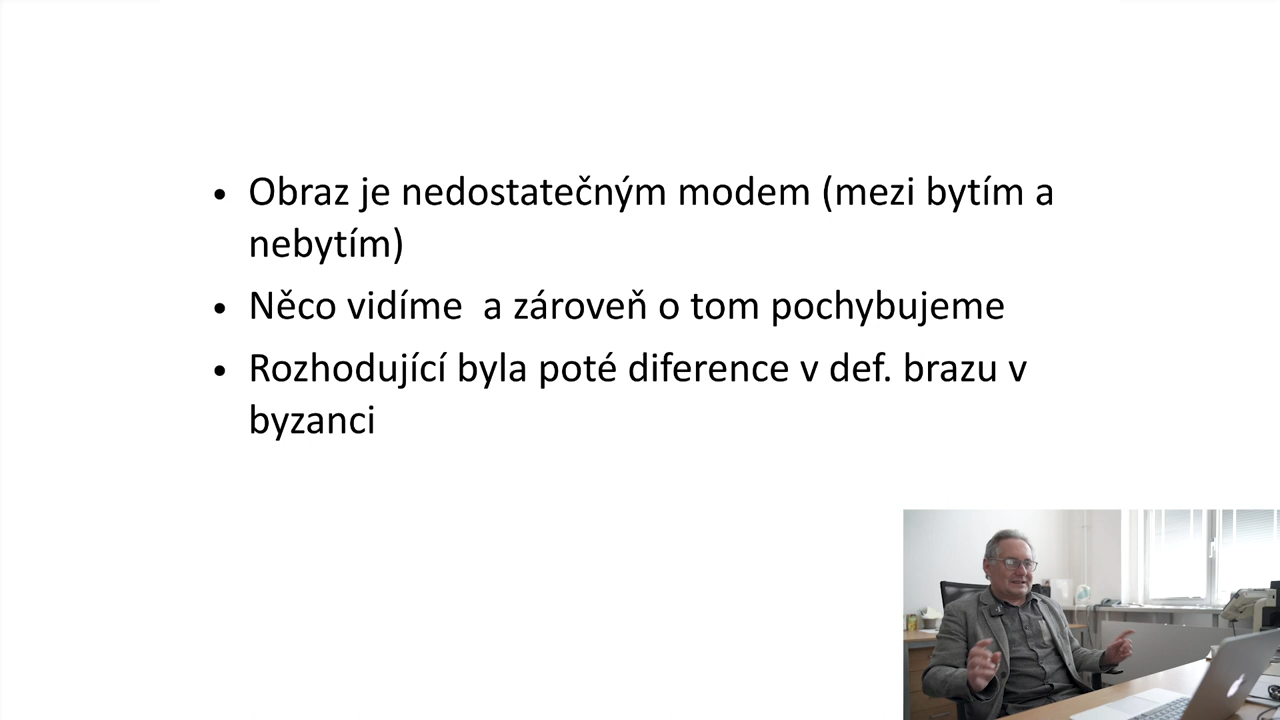 • Obraz je nedostatečným modem (mezi bytím a
nebytím)
• Něco vidíme  a zároveň o tom pochybujeme
• Rozhodující byla poté diference v def. brazu v
byzanci